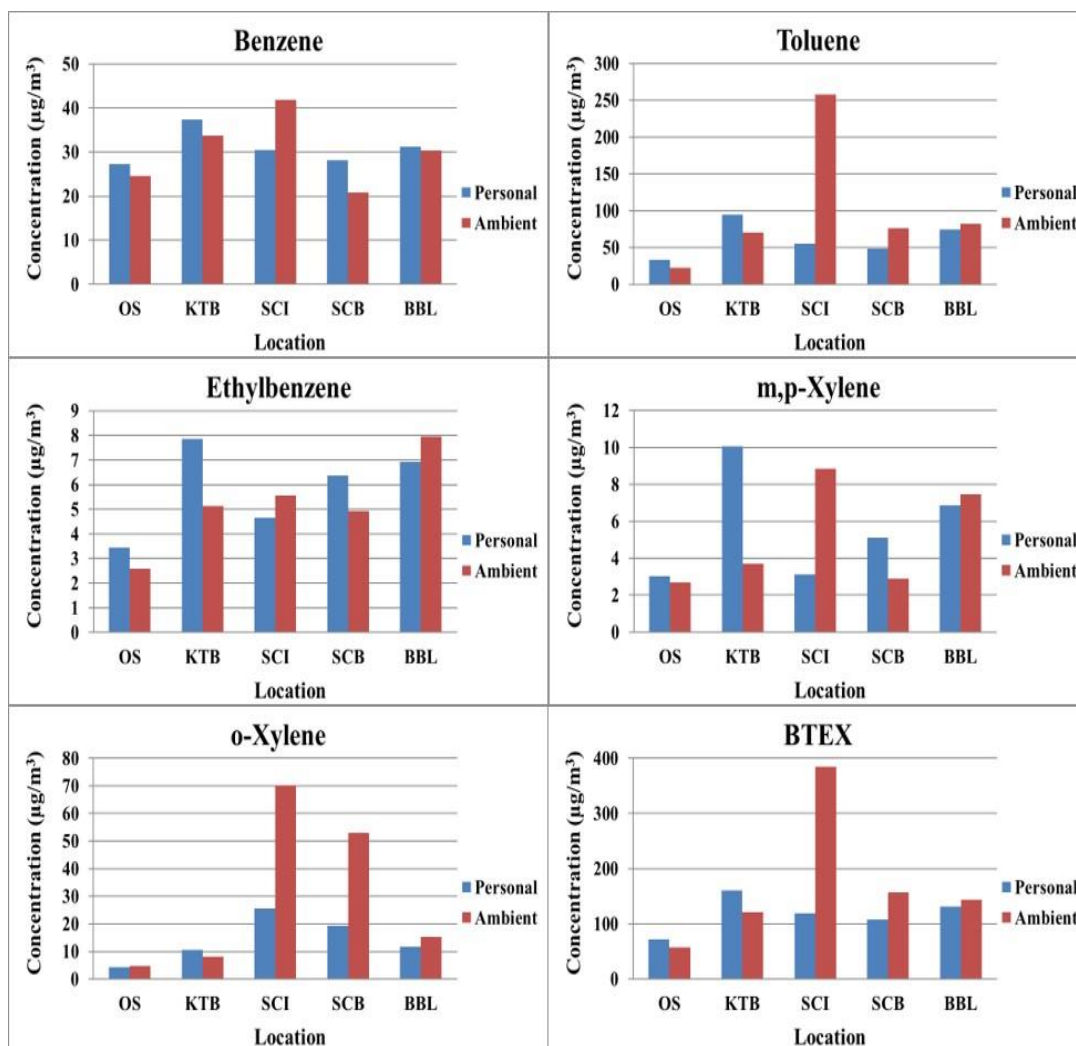 Benzene
Concentration (µg/m³)
50
40
30
20
10
0
OS KTB SCI SCB BBL
Location
Personal
Ambient
Toluene
Concentration (µg/m³)
300
250
200
150
100
50
0
OS KTB SCI SCB BBL
Location
Personal
Ambient
Ethylbenzene
Concentration (µg/m³)
9
8
7
6
5
4
3
2
1
0
OS KTB SCI SCB BBL
Location
Personal
Ambient
m,p-Xylene
Concentration (µg/m³)
12
10
8
6
4
2
0
OS KTB SCI SCB BBL
Location
Personal
Ambient
o-Xylene
Concentration (µg/m³)
80
70
60
50
40
30
20
10
0
OS KTB SCI SCB BBL
Location
Personal
Ambient
BTEX
Concentration (µg/m³)
400
300
200
100
0
OS KTB SCI SCB BBL
Location
Personal
Ambient